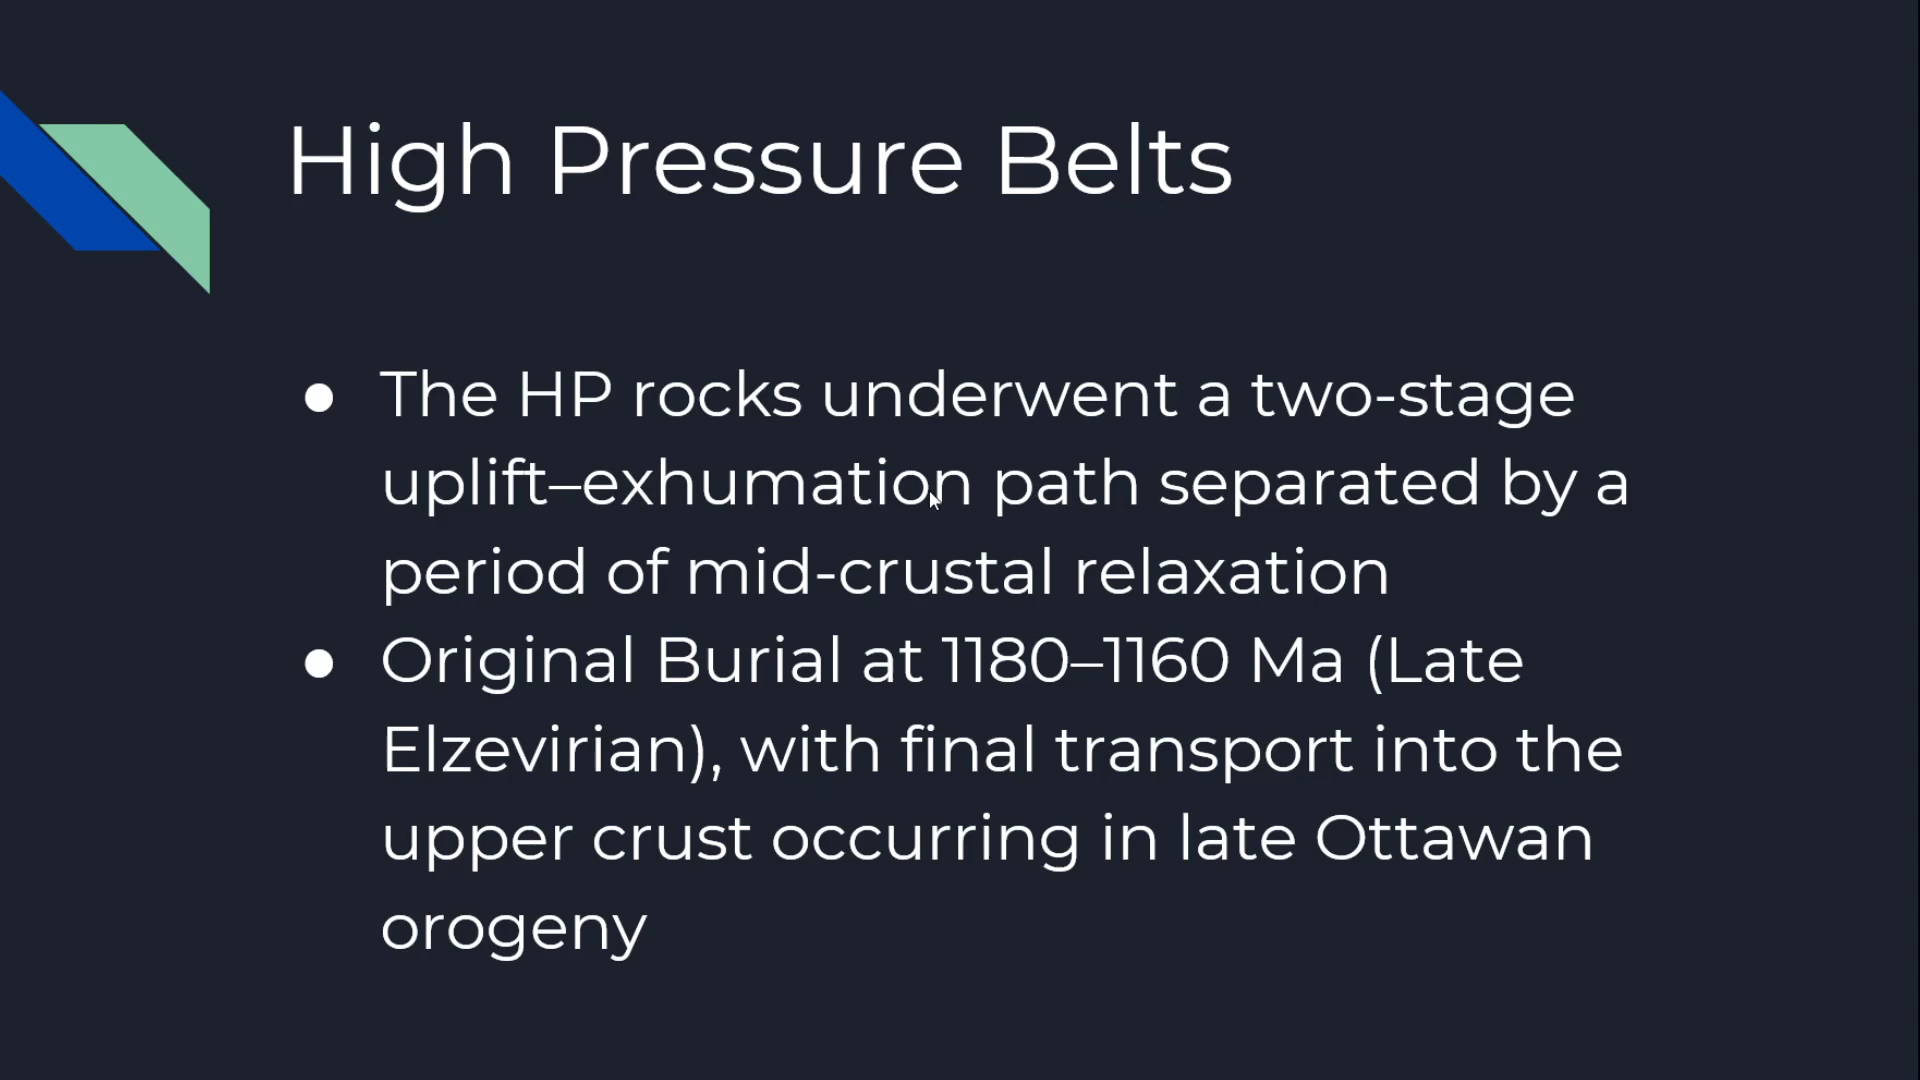 High Pressure Belts
● The HP rocks underwent a two-stage
uplift–exhumation path separated by a
period of mid-crustal relaxation
● Original Burial at 1180–1160 Ma (Late
Elzevirian), with final transport into the
upper crust occurring in late Ottawan
orogeny